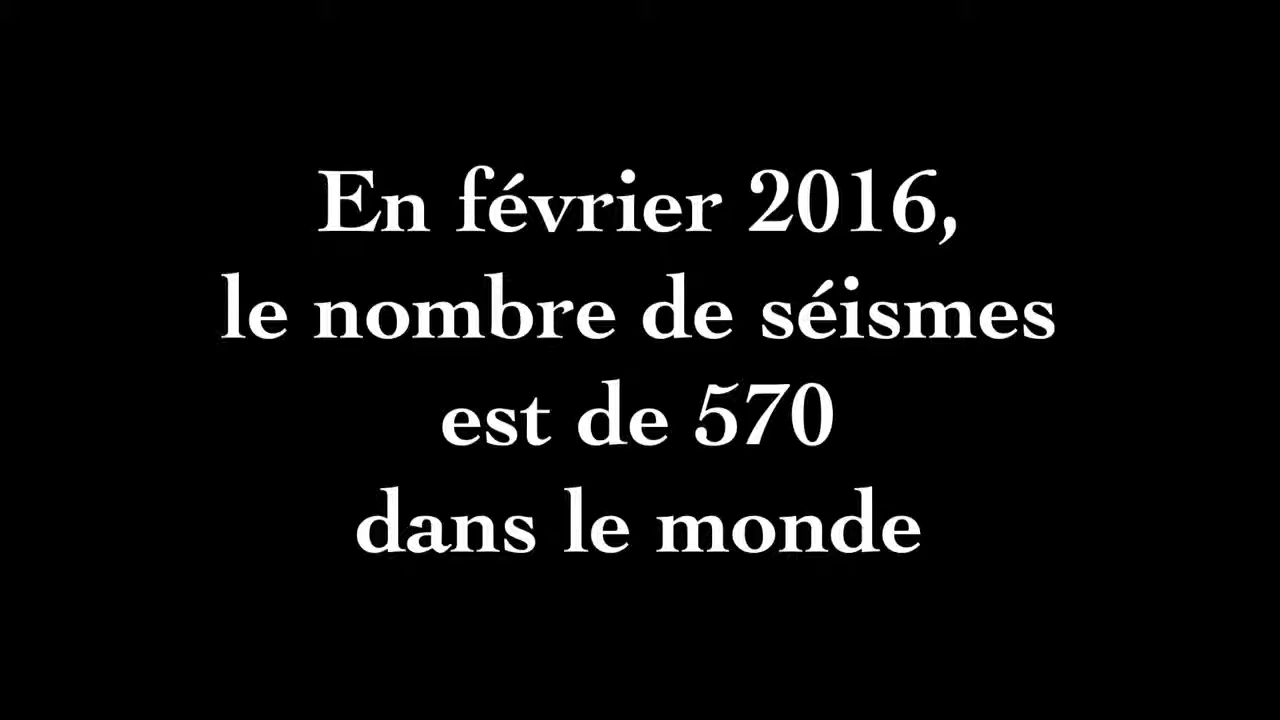 En février 2016,
le nombre de séismes
est de 570
dans le monde